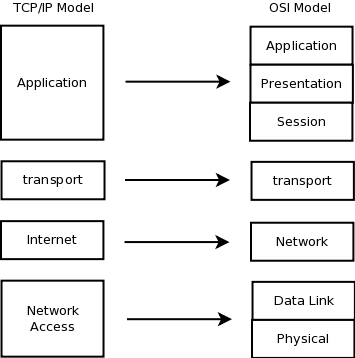 TCP/IP Model
OSI Model
Application
Application
Presentation
Session
transport
transport
Internet
Network
Network
Access
Data Link
Physical